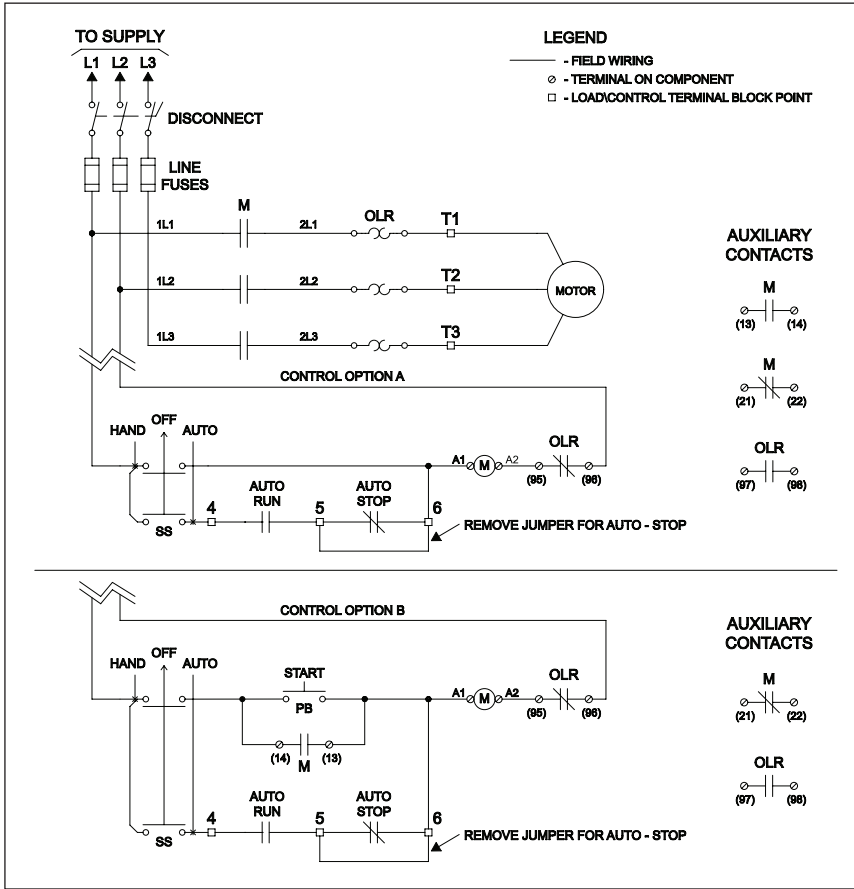 TO SUPPLY
L1 L2 L3
DISCONNECT
LINE
FUSES
LEGEND
- FIELD WIRING
- TERMINAL ON COMPONENT
- LOAD\CONTROL TERMINAL BLOCK POINT
M OLR T1
1L1 2L1
T2
1L2 2L2
MOTOR
T3
1L3 2L3
AUXILIARY
CONTACTS
M
(13) (14)
M
(21) (22)
OLR
(97) (98)
CONTROL OPTION A
OFF
HAND AUTO
OLR
A1 M A2
(95) (96)
AUTO
RUN
AUTO
STOP
4 5 6
SS
REMOVE JUMPER FOR AUTO - STOP
CONTROL OPTION B
OFF
HAND AUTO
START
PB
OLR
A1 M A2
(95) (96)
(14) (13)
M
AUTO
RUN
AUTO
STOP
4 5 6
SS
REMOVE JUMPER FOR AUTO - STOP
AUXILIARY
CONTACTS
M
(21) (22)
OLR
(97) (98)